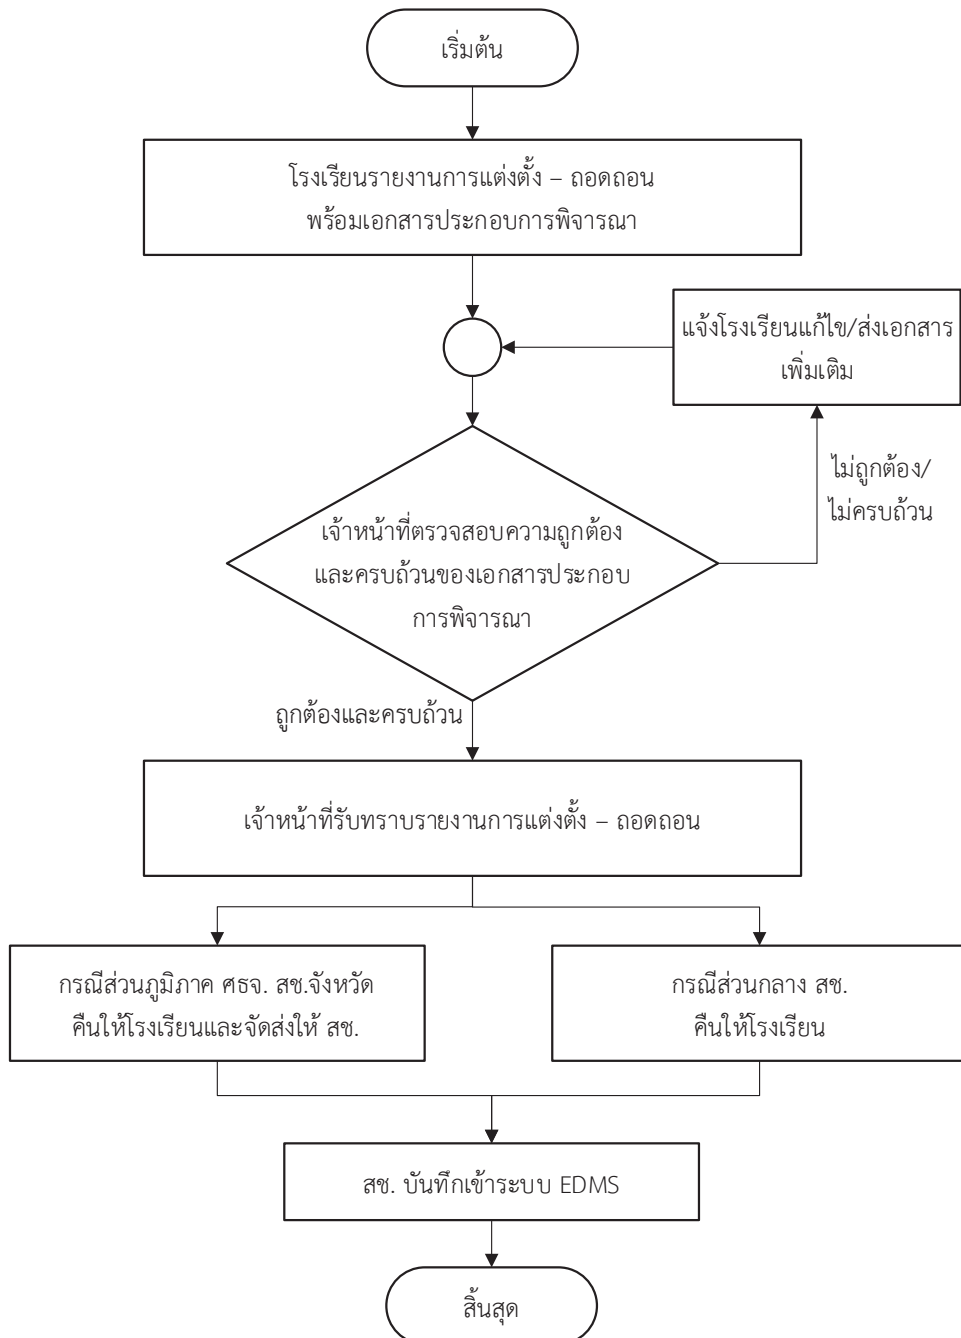 เริ่มต้น
โรงเรียนรายงานการแต่งตั้ง – ถอดถอน
พร้อมเอกสารประกอบการพิจารณา
แจ้งโรงเรียนแก้ไข/ส่งเอกสาร
เพิ่มเติม
ไม่ถูกต้อง/
ไม่ครบถ้วน
เจ้าหน้าที่ตรวจสอบความถูกต้อง
และครบถ้วนของเอกสารประกอบ
การพิจารณา
ถูกต้องและครบถ้วน
เจ้าหน้าที่รับทราบรายงานการแต่งตั้ง – ถอดถอน
กรณีส่วนภูมิภาค ศธจ. สช.จังหวัด
คืนให้โรงเรียนและจัดส่งให้ สช.
กรณีส่วนกลาง สช.
คืนให้โรงเรียน
สช. บันทึกเข้าระบบ EDMS
สิ้นสุด